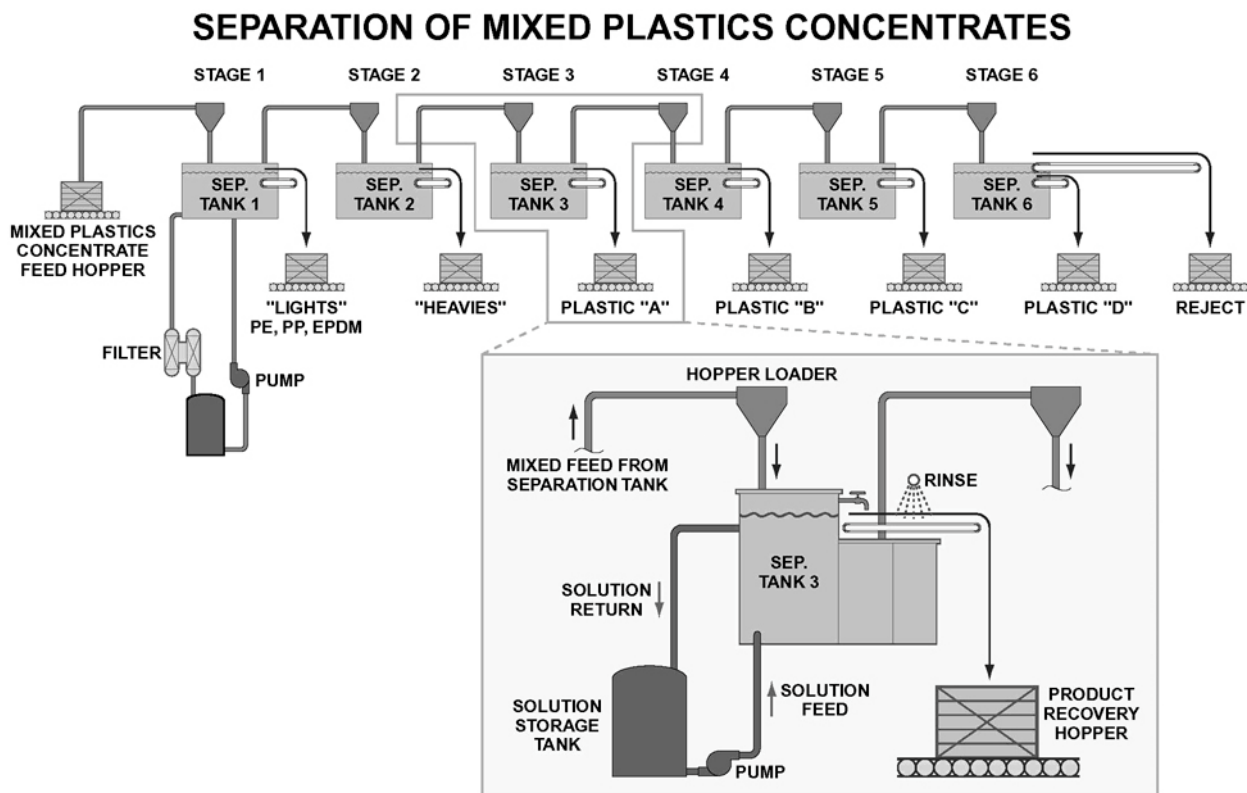 SEPARATION OF MIXED PLASTICS CONCENTRATES
STAGE 1
STAGE 2
STAGE 3
STAGE 4
STAGE 5
STAGE 6
SEP.
TANK 1
SEP.
TANK 2
SEP.
TANK 3
SEP.
TANK 4
SEP.
TANK 5
SEP.
TANK 6
MIXED PLASTICS
CONCENTRATE
FEED HOPPER
"LIGHTS"
PE, PP, EPDM
"HEAVIES"
PLASTIC "A"
PLASTIC "B"
PLASTIC "C"
PLASTIC "D"
REJECT
FILTER
PUMP
HOPPER LOADER
MIXED FEED FROM
SEPARATION TANK
RINSE
SEP.
TANK 3
SOLUTION
RETURN
SOLUTION
STORAGE
TANK
SOLUTION
FEED
PUMP
PRODUCT
RECOVERY
HOPPER